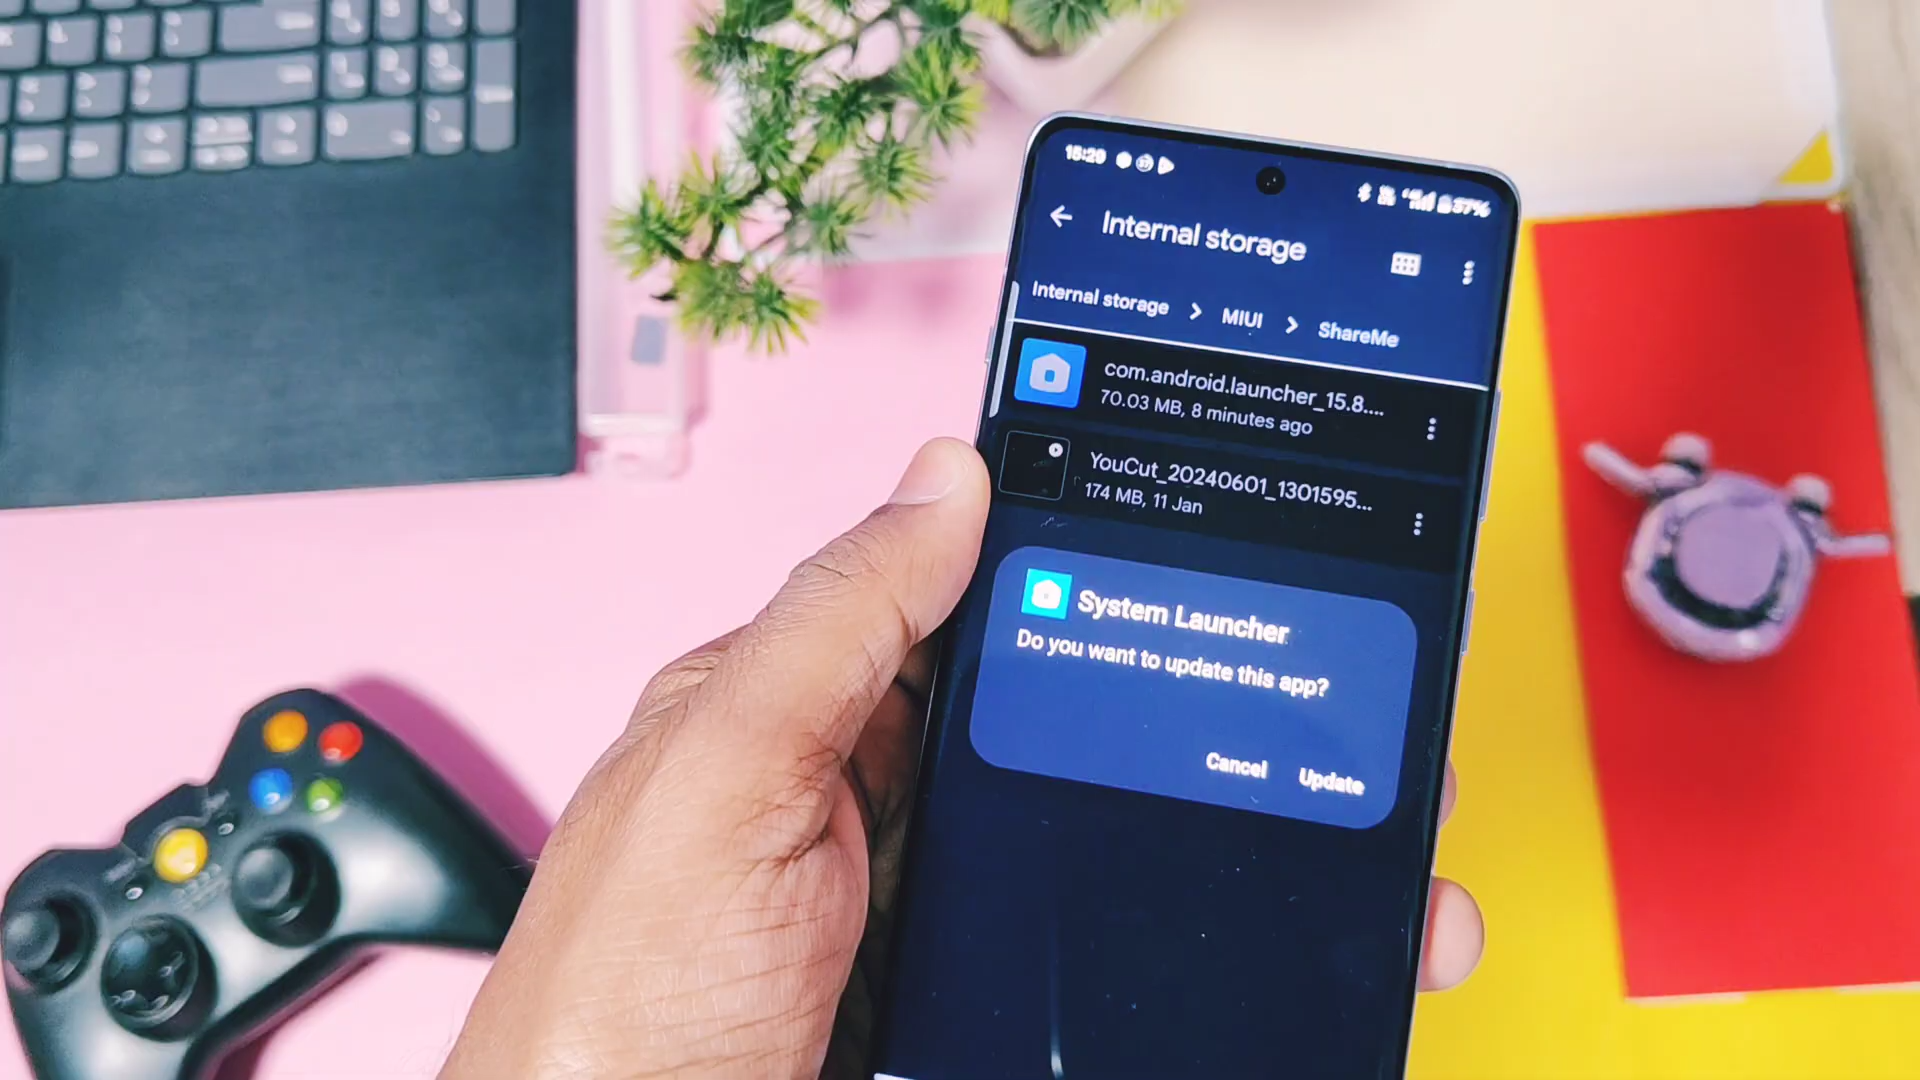 15:29
37%
Internal storage
Internal storage > MIUI > ShareMe
com.android.launcher_15.8....
70.03 MB, 8 minutes ago
YouCut_20240601_1301595...
174 MB, 11 Jan
System Launcher
Do you want to update this app?
Cancel Update